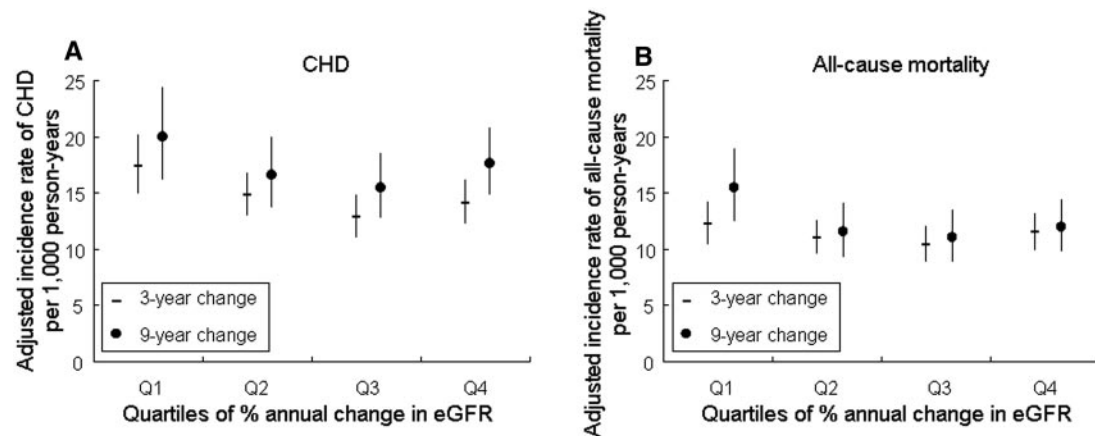 A
CHD
Adjusted incidence rate of CHD
per 1,000 person-years
25
20
15
10
5
0
3-year change
9-year change
Q1 Q2 Q3 Q4
Quartiles of % annual change in eGFR
B
All-cause mortality
Adjusted incidence rate of all-cause mortality
per 1,000 person-years
25
20
15
10
5
0
3-year change
9-year change
Q1 Q2 Q3 Q4
Quartiles of % annual change in eGFR